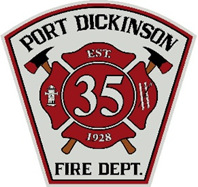 PORT DICKINSON
EST.
35
1928
FIRE DEPT.